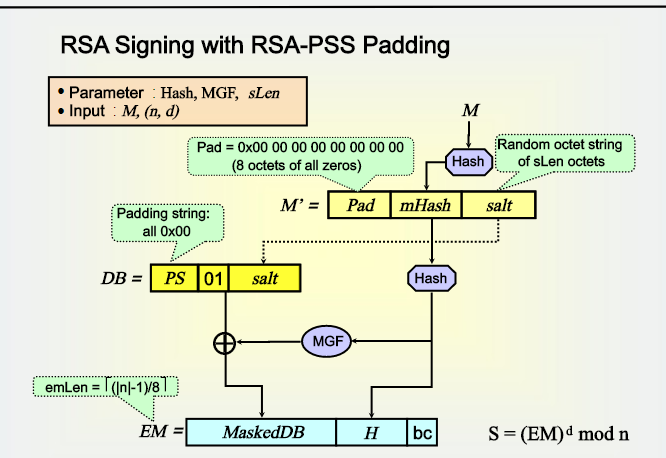 RSA Signing with RSA-PSS Padding
• Parameter : Hash, MGF, sLen
• Input : M, (n, d)
M
Pad = 0x00 00 00 00 00 00 00 00
(8 octets of all zeros)
Hash
Random octet string
of sLen octets
M’ = Pad mHash salt
Padding string:
all 0x00
DB = PS 01 salt
Hash
MGF
emLen = ⌈(|n|-1)/8⌉
EM = MaskedDB H bc
S = (EM)ᵈ mod n